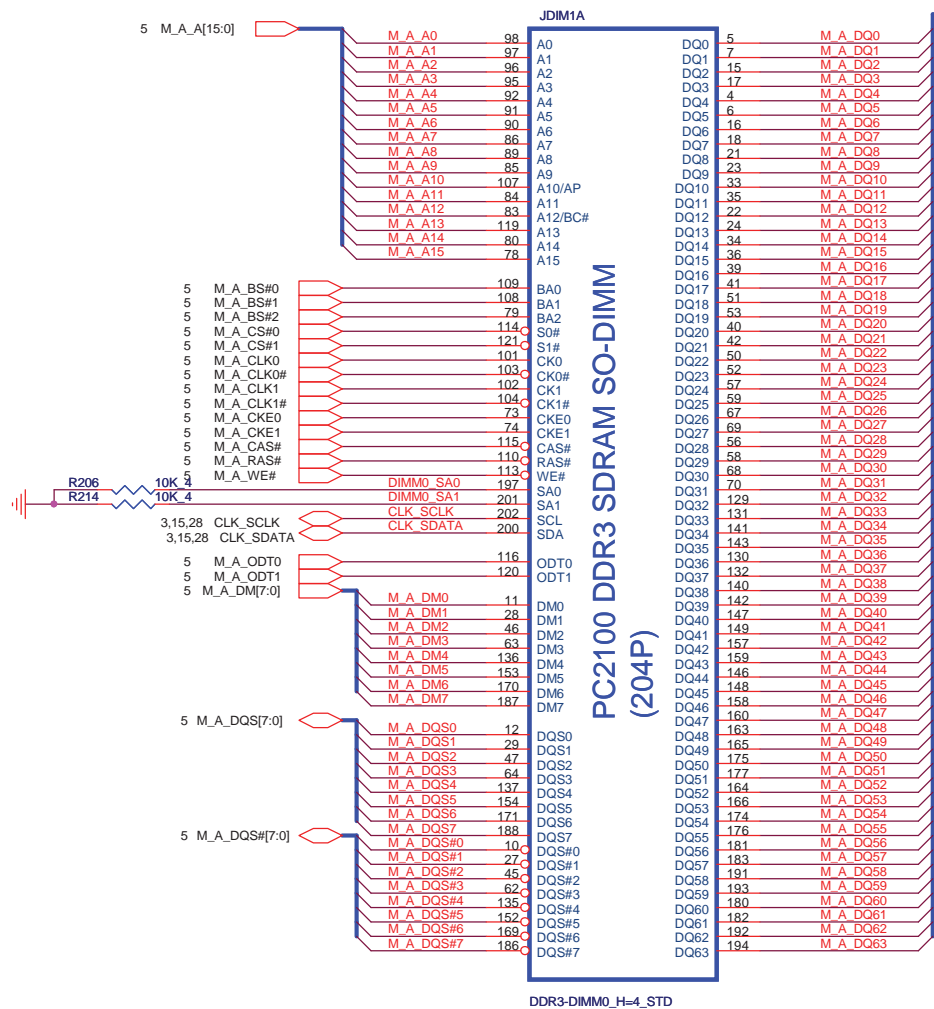 JDIM1A
5 M_A_A[15:0]
M_A_A0 98 A0 DQ0 5 M_A_DQ0
M_A_A1 97 A1 DQ1 7 M_A_DQ1
M_A_A2 96 A2 DQ2 15 M_A_DQ2
M_A_A3 95 A3 DQ3 17 M_A_DQ3
M_A_A4 92 A4 DQ4 4 M_A_DQ4
M_A_A5 91 A5 DQ5 6 M_A_DQ5
M_A_A6 90 A6 DQ6 16 M_A_DQ6
M_A_A7 86 A7 DQ7 18 M_A_DQ7
M_A_A8 89 A8 DQ8 21 M_A_DQ8
M_A_A9 85 A9 DQ9 23 M_A_DQ9
M_A_A10 107 A10/AP DQ10 33 M_A_DQ10
M_A_A11 84 A11 DQ11 35 M_A_DQ11
M_A_A12 83 A12/BC# DQ12 22 M_A_DQ12
M_A_A13 119 A13 DQ13 24 M_A_DQ13
M_A_A14 80 A14 DQ14 34 M_A_DQ14
M_A_A15 78 A15 DQ15 36 M_A_DQ15
DQ16 39 M_A_DQ16
5 M_A_BS#0 109 BA0 DQ17 41 M_A_DQ17
5 M_A_BS#1 108 BA1 DQ18 51 M_A_DQ18
5 M_A_BS#2 79 BA2 DQ19 53 M_A_DQ19
5 M_A_CS#0 114 S0# DQ20 40 M_A_DQ20
5 M_A_CS#1 121 S1# DQ21 42 M_A_DQ21
5 M_A_CLK0 101 CK0 DQ22 50 M_A_DQ22
5 M_A_CLK0# 103 CK0# DQ23 52 M_A_DQ23
5 M_A_CLK1 102 CK1 DQ24 57 M_A_DQ24
5 M_A_CLK1# 104 CK1# DQ25 59 M_A_DQ25
5 M_A_CKE0 73 CKE0 DQ26 67 M_A_DQ26
5 M_A_CKE1 74 CKE1 DQ27 69 M_A_DQ27
5 M_A_CAS# 115 CAS# DQ28 56 M_A_DQ28
5 M_A_RAS# 110 RAS# DQ29 58 M_A_DQ29
5 M_A_WE# 113 WE# DQ30 68 M_A_DQ30
R206 10K_4 DIMM0_SA0 197 SA0 DQ31 70 M_A_DQ31
R214 10K_4 DIMM0_SA1 201 SA1 DQ32 129 M_A_DQ32
3,15,28 CLK_SCLK CLK_SCLK 202 SCL DQ33 131 M_A_DQ33
3,15,28 CLK_SDATA CLK_SDATA 200 SDA DQ34 141 M_A_DQ34
DQ35 143 M_A_DQ35
5 M_A_ODT0 116 ODT0 DQ36 130 M_A_DQ36
5 M_A_ODT1 120 ODT1 DQ37 132 M_A_DQ37
5 M_A_DM[7:0] DQ38 140 M_A_DQ38
M_A_DM0 11 DM0 DQ39 142 M_A_DQ39
M_A_DM1 28 DM1 DQ40 147 M_A_DQ40
M_A_DM2 46 DM2 DQ41 149 M_A_DQ41
M_A_DM3 63 DM3 DQ42 157 M_A_DQ42
M_A_DM4 136 DM4 DQ43 159 M_A_DQ43
M_A_DM5 153 DM5 DQ44 146 M_A_DQ44
M_A_DM6 170 DM6 DQ45 148 M_A_DQ45
M_A_DM7 187 DM7 DQ46 158 M_A_DQ46
5 M_A_DQS[7:0] DQ47 160 M_A_DQ47
M_A_DQS0 12 DQS0 DQ48 163 M_A_DQ48
M_A_DQS1 29 DQS1 DQ49 165 M_A_DQ49
M_A_DQS2 47 DQS2 DQ50 175 M_A_DQ50
M_A_DQS3 64 DQS3 DQ51 177 M_A_DQ51
M_A_DQS4 137 DQS4 DQ52 164 M_A_DQ52
M_A_DQS5 154 DQS5 DQ53 166 M_A_DQ53
M_A_DQS6 171 DQS6 DQ54 174 M_A_DQ54
M_A_DQS7 188 DQS7 DQ55 176 M_A_DQ55
5 M_A_DQS#[7:0]
M_A_DQS#0 10 DQS#0 DQ56 181 M_A_DQ56
M_A_DQS#1 27 DQS#1 DQ57 183 M_A_DQ57
M_A_DQS#2 45 DQS#2 DQ58 191 M_A_DQ58
M_A_DQS#3 62 DQS#3 DQ59 193 M_A_DQ59
M_A_DQS#4 135 DQS#4 DQ60 180 M_A_DQ60
M_A_DQS#5 152 DQS#5 DQ61 182 M_A_DQ61
M_A_DQS#6 169 DQS#6 DQ62 192 M_A_DQ62
M_A_DQS#7 186 DQS#7 DQ63 194 M_A_DQ63
PC2100 DDR3 SDRAM SO-DIMM
(204P)
DDR3-DIMM0_H=4_STD